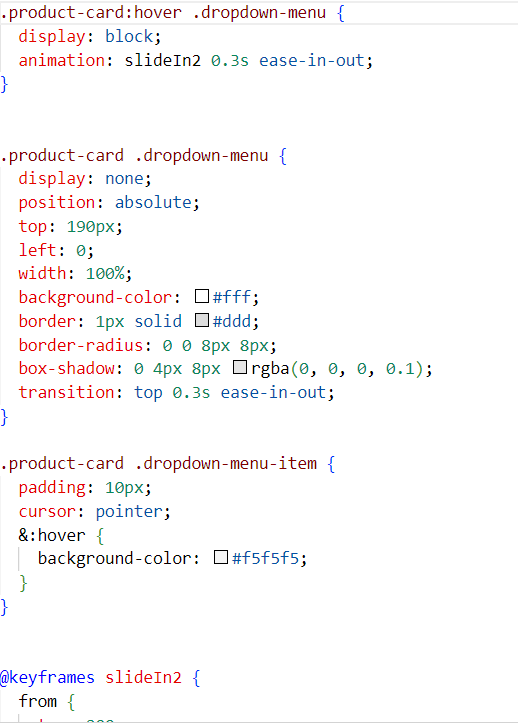 .product-card:hover .dropdown-menu {
  display: block;
  animation: slideIn2 0.3s ease-in-out;
}
.product-card .dropdown-menu {
  display: none;
  position: absolute;
  top: 190px;
  left: 0;
  width: 100%;
  background-color: #fff;
  border: 1px solid #ddd;
  border-radius: 0 0 8px 8px;
  box-shadow: 0 4px 8px rgba(0, 0, 0, 0.1);
  transition: top 0.3s ease-in-out;
}
.product-card .dropdown-menu-item {
  padding: 10px;
  cursor: pointer;
  &:hover {
    background-color: #f5f5f5;
  }
}
@keyframes slideIn2 {
  from {